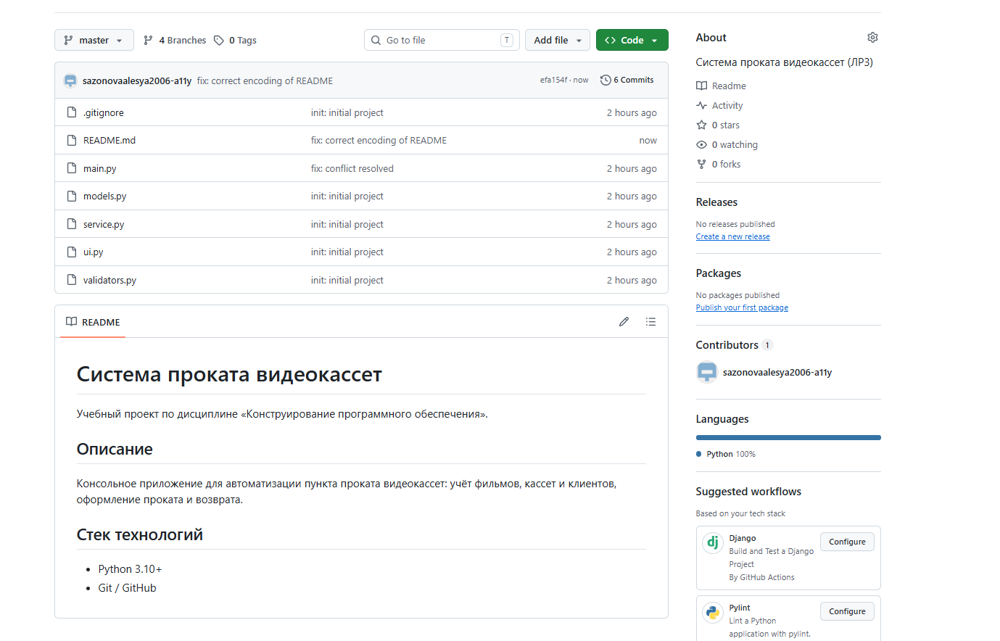 master
4 Branches
0 Tags
Go to file
T
Add file
Code
sazonovaalesya2006-a11y fix: correct encoding of README
efa154f · now
6 Commits
.gitignore
init: initial project
2 hours ago
README.md
fix: correct encoding of README
now
main.py
fix: conflict resolved
2 hours ago
models.py
init: initial project
2 hours ago
service.py
init: initial project
2 hours ago
ui.py
init: initial project
2 hours ago
validators.py
init: initial project
2 hours ago
README
Система проката видеокассет
Учебный проект по дисциплине «Конструирование программного обеспечения».
Описание
Консольное приложение для автоматизации пункта проката видеокассет: учёт фильмов, кассет и клиентов,
оформление проката и возврата.
Стек технологий
Python 3.10+
Git / GitHub
About
Система проката видеокассет (ЛР3)
Readme
Activity
0 stars
0 watching
0 forks
Releases
No releases published
Create a new release
Packages
No packages published
Publish your first package
Contributors 1
sazonovaalesya2006-a11y
Languages
Python 100%
Suggested workflows
Based on your tech stack
dj
Django
Configure
Build and Test a Django
Project
By GitHub Actions
Pylint
Configure
Lint a Python
application with pylint.